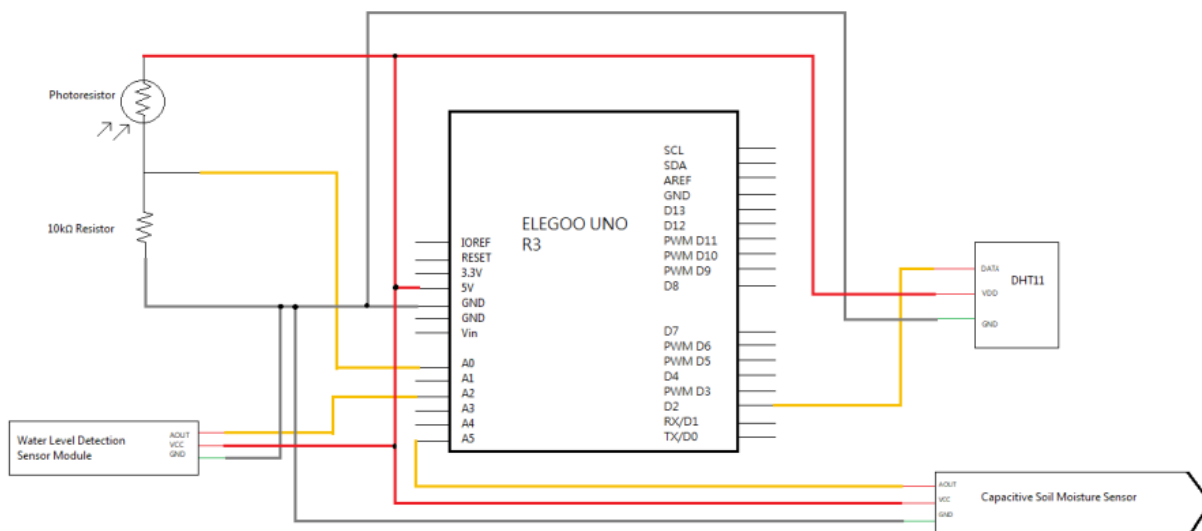 Photoresistor
10kΩ Resistor
ELEGOO UNO
R3
IOREF
RESET
3.3V
5V
GND
GND
Vin
A0
A1
A2
A3
A4
A5
SCL
SDA
AREF
GND
D13
D12
PWM D11
PWM D10
PWM D9
D8
D7
PWM D6
PWM D5
D4
PWM D3
D2
RX/D1
TX/D0
DATA
VDD
GND
DHT11
Water Level Detection
Sensor Module
AOUT
VCC
GND
AOUT
VCC
GND
Capacitive Soil Moisture Sensor